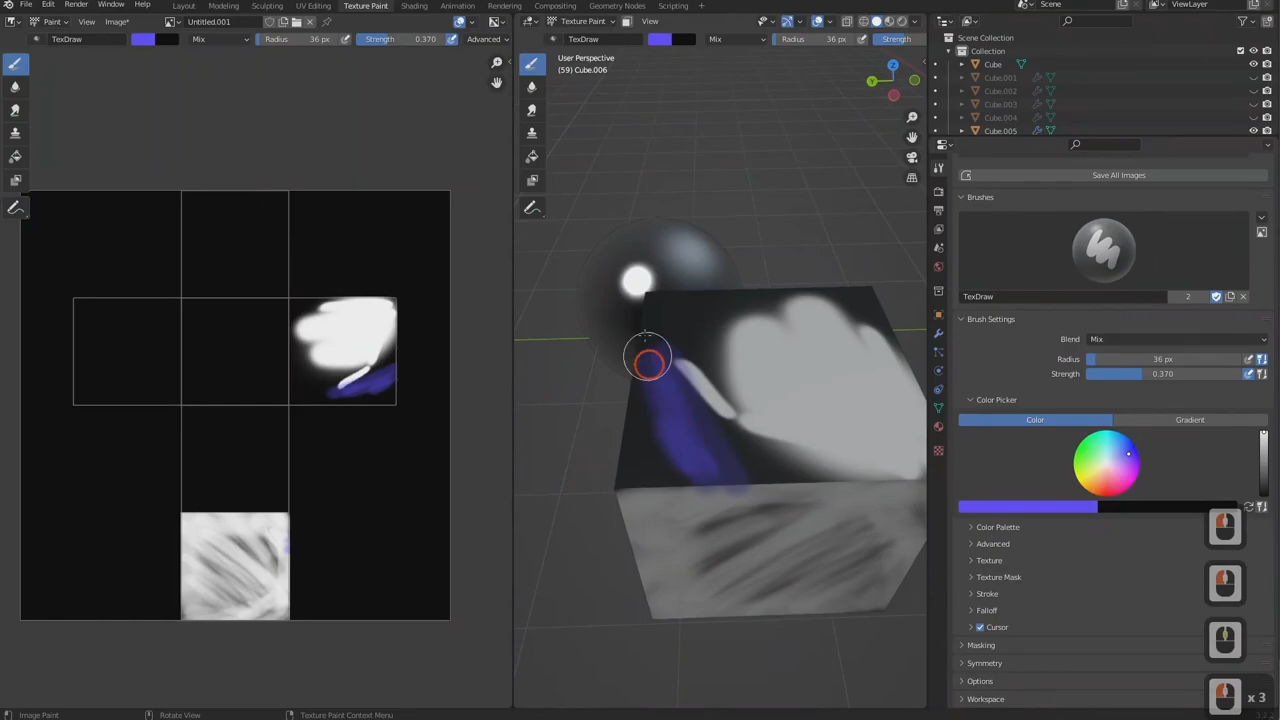 File Edit Render Window Help Layout Modeling Sculpting UV Editing Texture Paint Shading Animation Rendering Compositing Geometry Nodes Scripting + Scene ViewLayer
Paint View Image* Untitled.001 Texture Paint View
TexDraw Mix Radius 36 px Strength 0.370 Advanced TexDraw Mix Radius 36 px Strength
User Perspective
(59) Cube.006
Z
Y
Scene Collection
Collection
Cube
Cube.001
Cube.002
Cube.003
Cube.004
Cube.005
Save All Images
Brushes
TexDraw 2
Brush Settings
Blend Mix
Radius 36 px
Strength 0.370
Color Picker
Color Gradient
Color Palette
Advanced
Texture
Texture Mask
Stroke
Falloff
Cursor
Masking
Symmetry
Options
Workspace
x 3
Image Paint Rotate View Texture Paint Context Menu